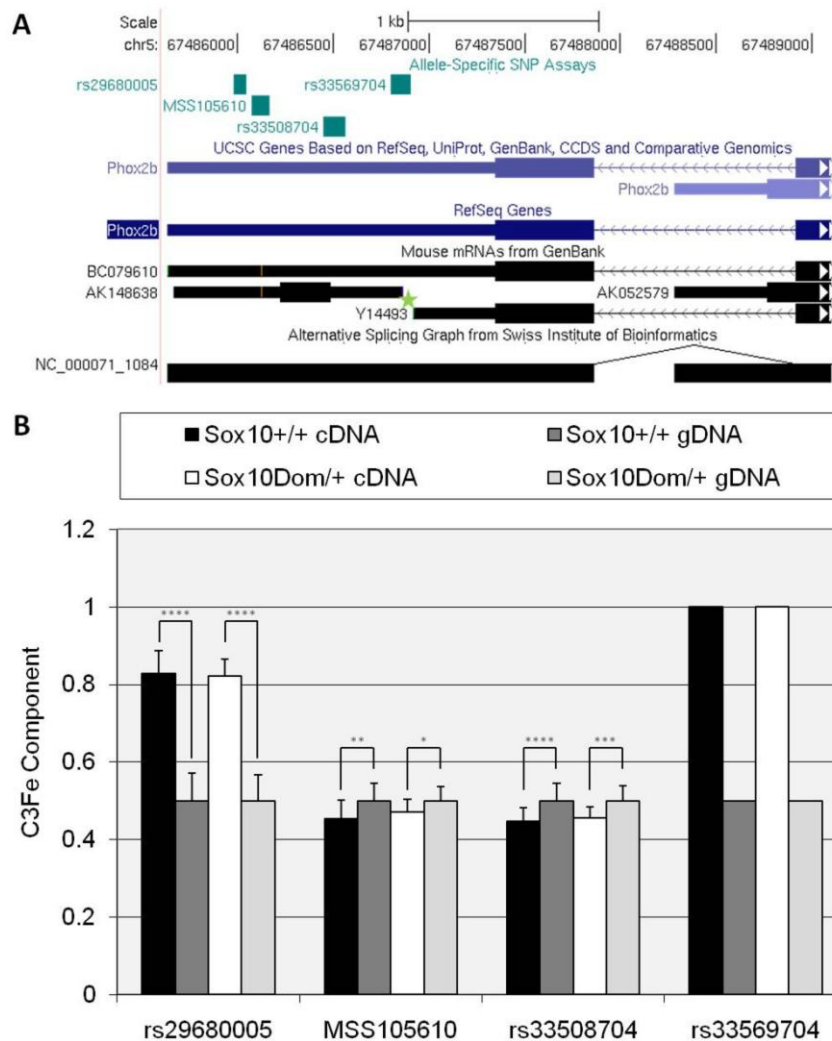 A
Scale 1 kb
chr5: 67486000 67486500 67487000 67487500 67488000 67488500 67489000
Allele-Specific SNP Assays
rs29680005 rs33569704
MSS105610
rs33508704
UCSC Genes Based on RefSeq, UniProt, GenBank, CCDS and Comparative Genomics
Phox2b
Phox2b
RefSeq Genes
Phox2b
Mouse mRNAs from GenBank
BC079610
AK148638 AK052579
Y14493
Alternative Splicing Graph from Swiss Institute of Bioinformatics
NC_000071_1084
B
Sox10+/+ cDNA Sox10+/+ gDNA
Sox10Dom/+ cDNA Sox10Dom/+ gDNA
C3Fe Component
1.2
1
0.8
0.6
0.4
0.2
0
**** ****
** * **** ***
rs29680005 MSS105610 rs33508704 rs33569704